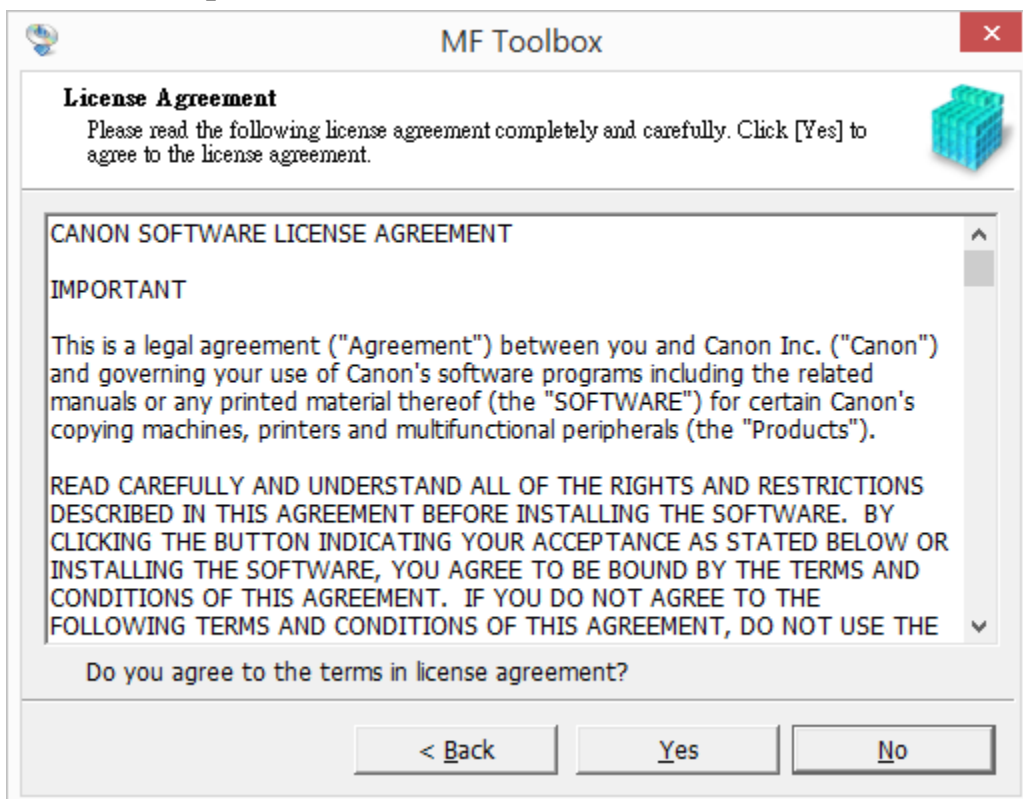 MF Toolbox
License Agreement
Please read the following license agreement completely and carefully. Click [Yes] to
agree to the license agreement.
CANON SOFTWARE LICENSE AGREEMENT
IMPORTANT
This is a legal agreement ("Agreement") between you and Canon Inc. ("Canon")
and governing your use of Canon's software programs including the related
manuals or any printed material thereof (the "SOFTWARE") for certain Canon's
copying machines, printers and multifunctional peripherals (the "Products").
READ CAREFULLY AND UNDERSTAND ALL OF THE RIGHTS AND RESTRICTIONS
DESCRIBED IN THIS AGREEMENT BEFORE INSTALLING THE SOFTWARE.  BY
CLICKING THE BUTTON INDICATING YOUR ACCEPTANCE AS STATED BELOW OR
INSTALLING THE SOFTWARE, YOU AGREE TO BE BOUND BY THE TERMS AND
CONDITIONS OF THIS AGREEMENT.  IF YOU DO NOT AGREE TO THE
FOLLOWING TERMS AND CONDITIONS OF THIS AGREEMENT, DO NOT USE THE
Do you agree to the terms in license agreement?
< Back
Yes
No